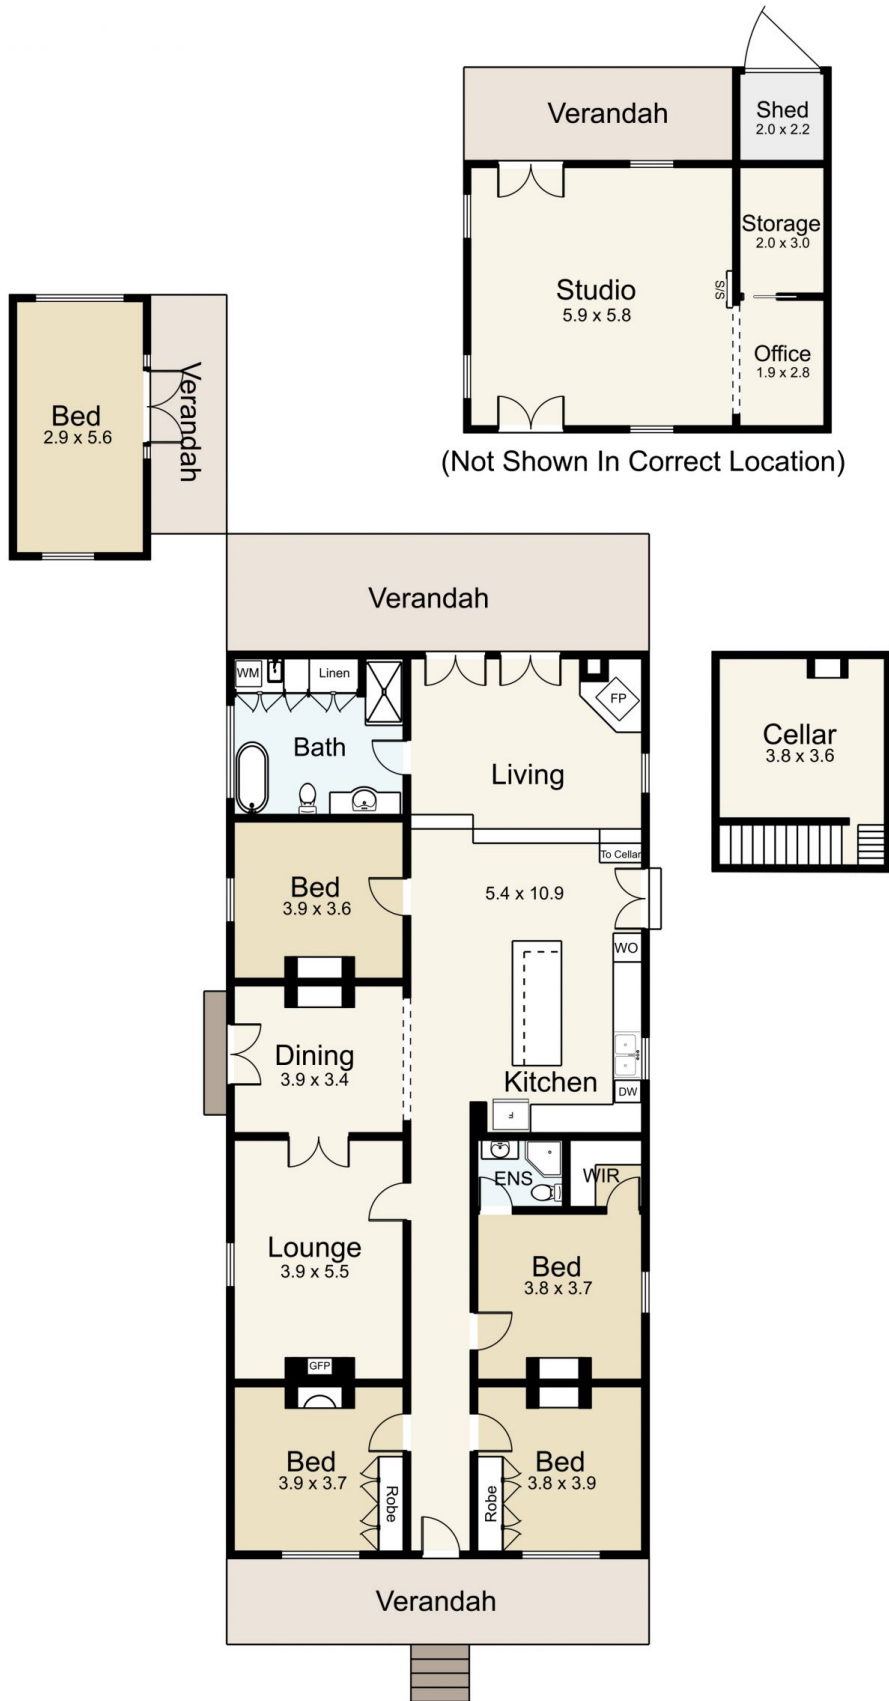 Verandah
Shed
2.0 x 2.2
Storage
2.0 x 3.0
Studio
5.9 x 5.8
S/S
Office
1.9 x 2.8
(Not Shown In Correct Location)
Bed
2.9 x 5.6
Verandah
Verandah
WM
Linen
Bath
FP
Living
Cellar
3.8 x 3.6
To Cellar
Bed
3.9 x 3.6
5.4 x 10.9
WO
Dining
3.9 x 3.4
Kitchen
DW
F
ENS
WIR
Lounge
3.9 x 5.5
Bed
3.8 x 3.7
GFP
Bed
3.9 x 3.7
Robe
Bed
3.8 x 3.9
Robe
Verandah